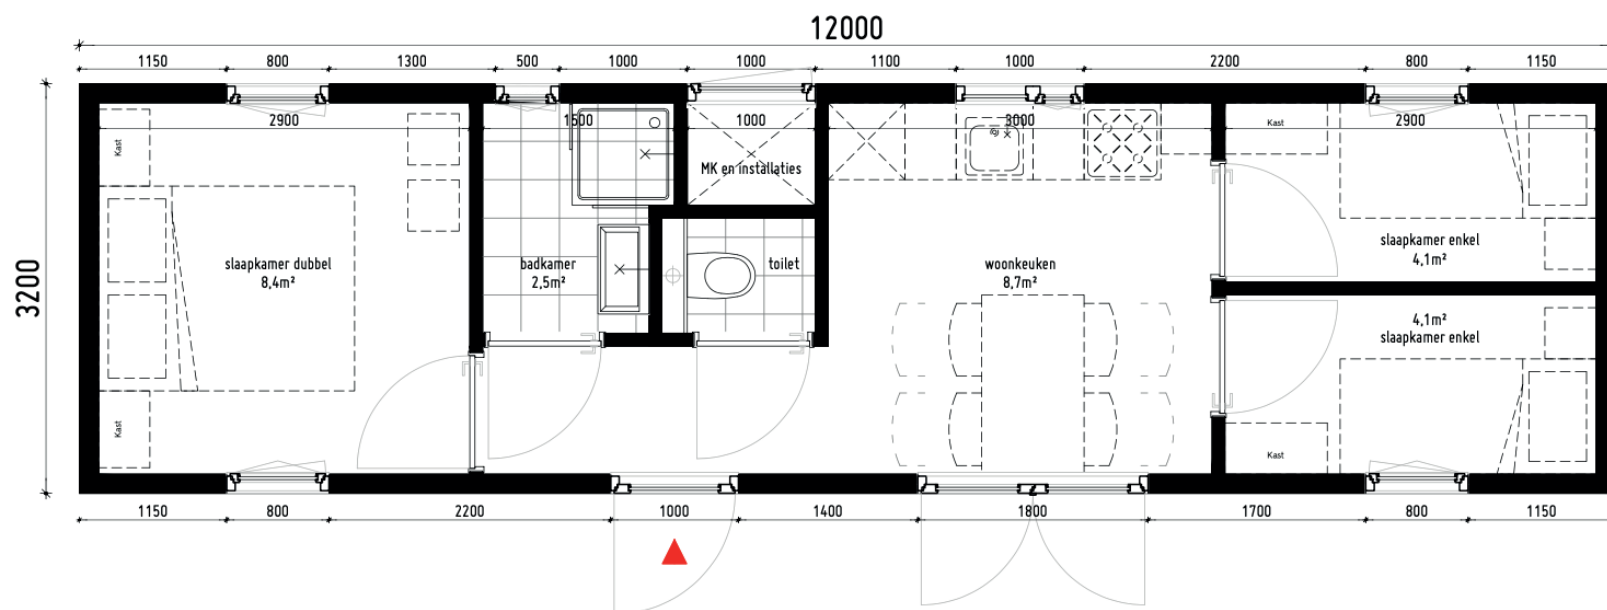 12000
1150 800 1300 500 1000 1000 1100 1000 2200 800 1150
2900 1500 1000 3000 2900
3200
Kast
Kast
MK en installaties
slaapkamer dubbel
8,4m²
badkamer
2,5m²
toilet
woonkeuken
8,7m²
slaapkamer enkel
4,1m²
4,1m²
slaapkamer enkel
Kast
Kast
1150 800 2200 1000 1400 1800 1700 800 1150